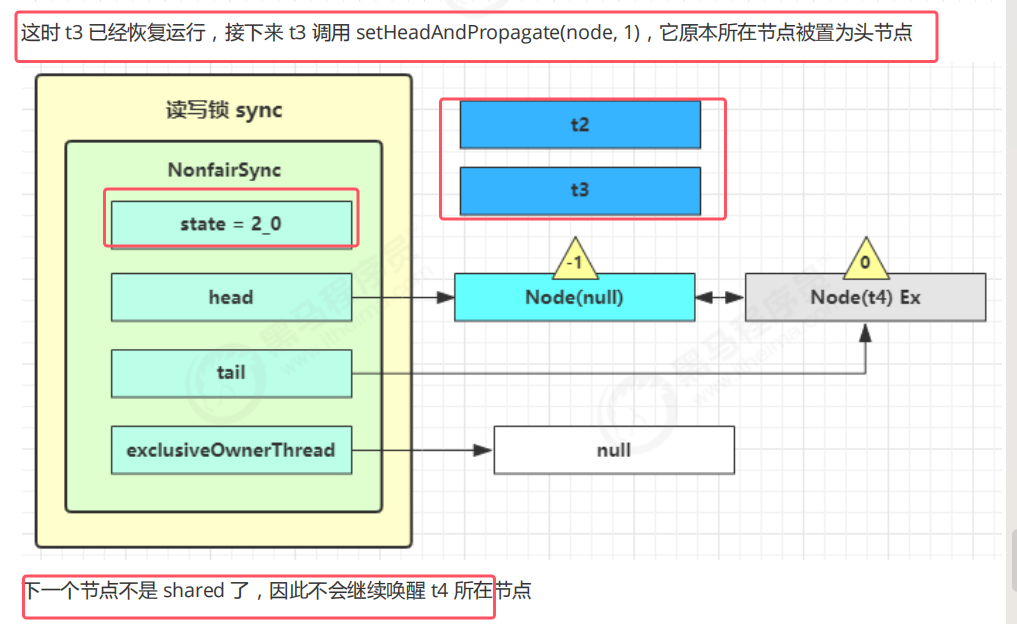 这时 t3 已经恢复运行，接下来 t3 调用 setHeadAndPropagate(node, 1)，它原本所在节点被置为头节点
读写锁 sync
NonfairSync
state = 2_0
head
tail
exclusiveOwnerThread
t2
t3
-1
Node(null)
0
Node(t4) Ex
null
下一个节点不是 shared 了，因此不会继续唤醒 t4 所在节点